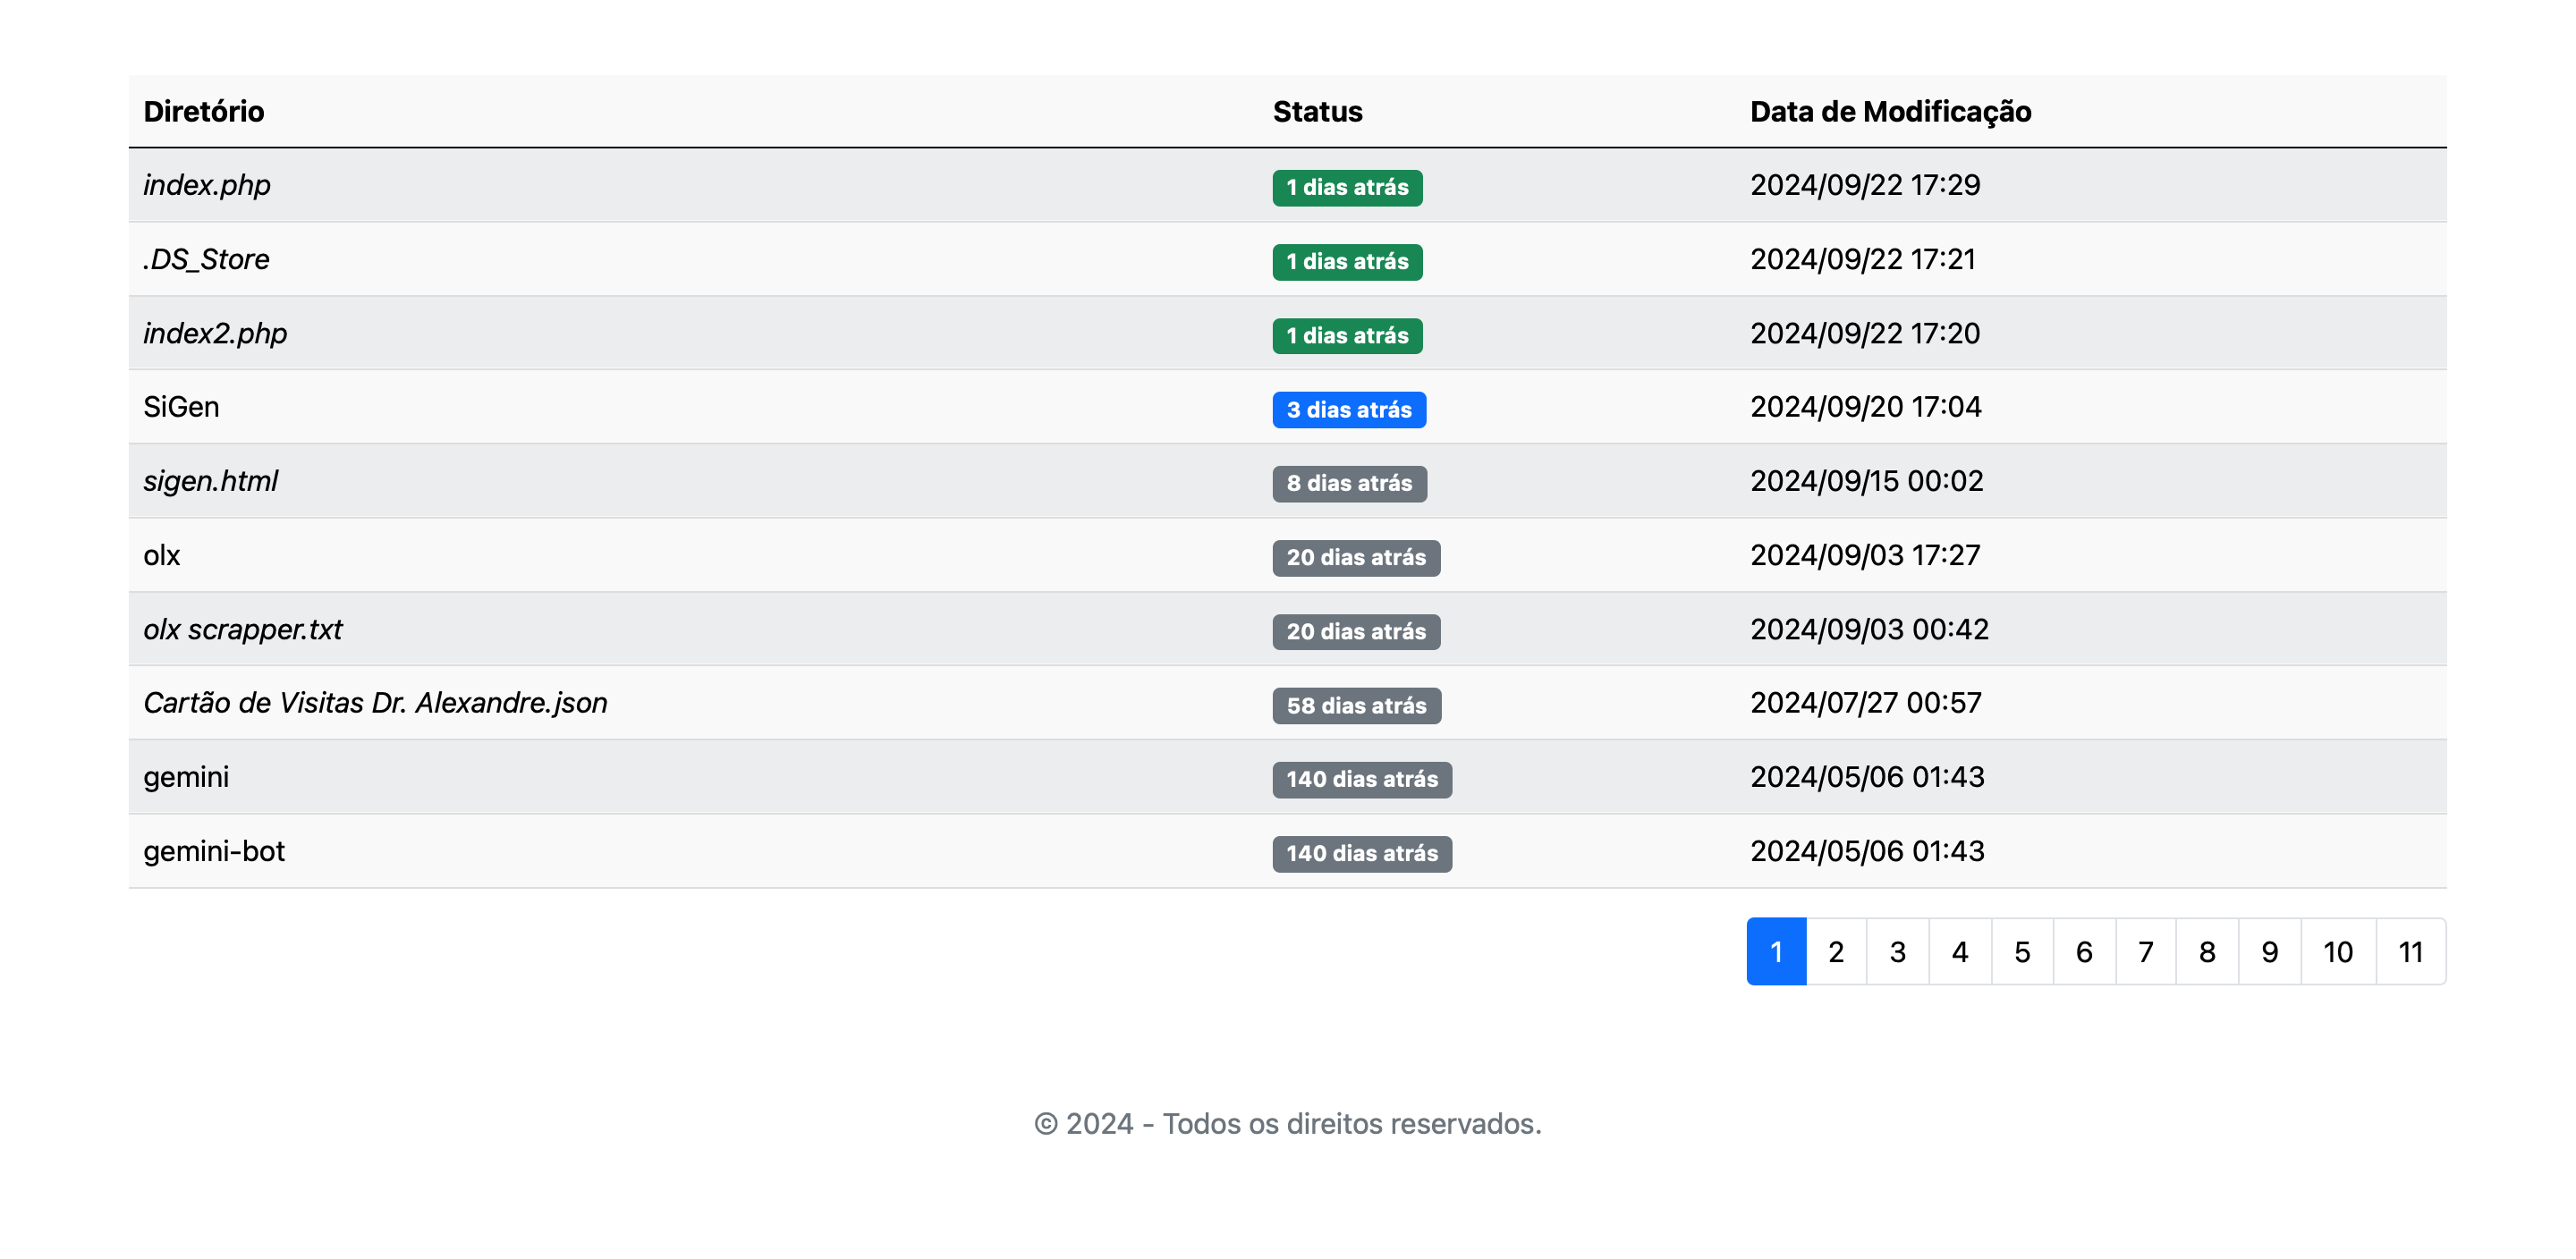 Diretório Status Data de Modificação
index.php 1 dias atrás 2024/09/22 17:29
.DS_Store 1 dias atrás 2024/09/22 17:21
index2.php 1 dias atrás 2024/09/22 17:20
SiGen 3 dias atrás 2024/09/20 17:04
sigen.html 8 dias atrás 2024/09/15 00:02
olx 20 dias atrás 2024/09/03 17:27
olx scrapper.txt 20 dias atrás 2024/09/03 00:42
Cartão de Visitas Dr. Alexandre.json 58 dias atrás 2024/07/27 00:57
gemini 140 dias atrás 2024/05/06 01:43
gemini-bot 140 dias atrás 2024/05/06 01:43
1 2 3 4 5 6 7 8 9 10 11
© 2024 - Todos os direitos reservados.